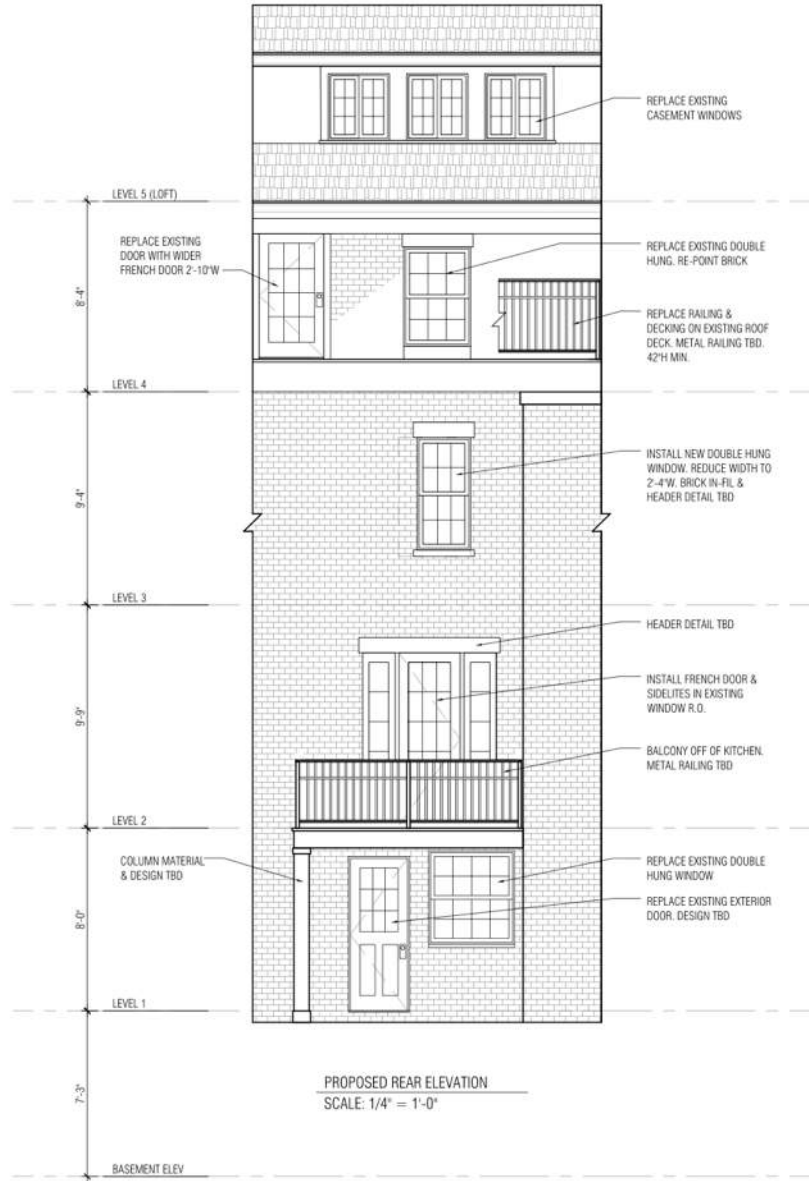 REPLACE EXISTING
CASEMENT WINDOWS
LEVEL 5 (LOFT)
REPLACE EXISTING
DOOR WITH WIDER
FRENCH DOOR 2'-10"W
REPLACE EXISTING DOUBLE
HUNG. RE-POINT BRICK
8'-4"
REPLACE RAILING &
DECKING ON EXISTING ROOF
DECK. METAL RAILING TBD.
42"H MIN.
LEVEL 4
INSTALL NEW DOUBLE HUNG
WINDOW. REDUCE WIDTH TO
2'-4"W. BRICK IN-FIL &
HEADER DETAIL TBD
9'-4"
LEVEL 3
HEADER DETAIL TBD
INSTALL FRENCH DOOR &
SIDELITES IN EXISTING
WINDOW R.O.
9'-9"
BALCONY OFF OF KITCHEN.
METAL RAILING TBD
LEVEL 2
COLUMN MATERIAL
& DESIGN TBD
REPLACE EXISTING DOUBLE
HUNG WINDOW
REPLACE EXISTING EXTERIOR
DOOR. DESIGN TBD
8'-0"
LEVEL 1
PROPOSED REAR ELEVATION
SCALE: 1/4" = 1'-0"
7'-3"
BASEMENT ELEV